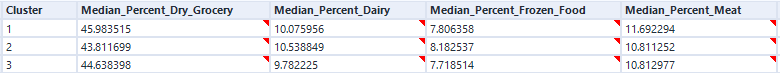 Cluster Median_Percent_Dry_Grocery Median_Percent_Dairy Median_Percent_Frozen_Food Median_Percent_Meat
1 45.983515 10.075956 7.806358 11.692294
2 43.811699 10.538849 8.182537 10.811252
3 44.638398 9.782225 7.718514 10.812977